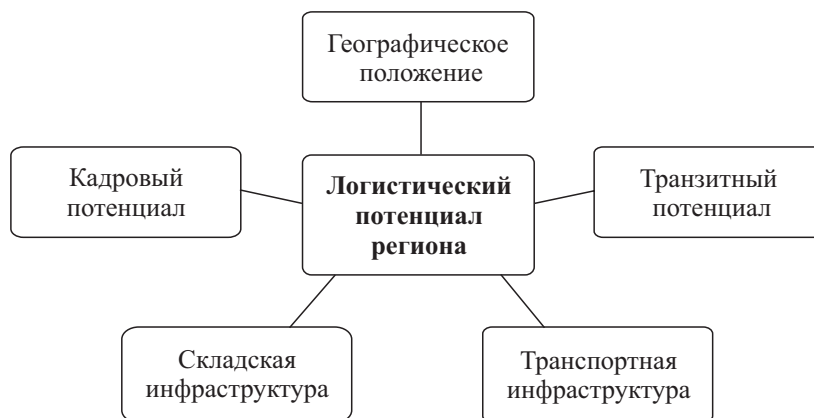 Географическое
положение
Кадровый
потенциал
Логистический
потенциал
региона
Транзитный
потенциал
Складская
инфраструктура
Транспортная
инфраструктура